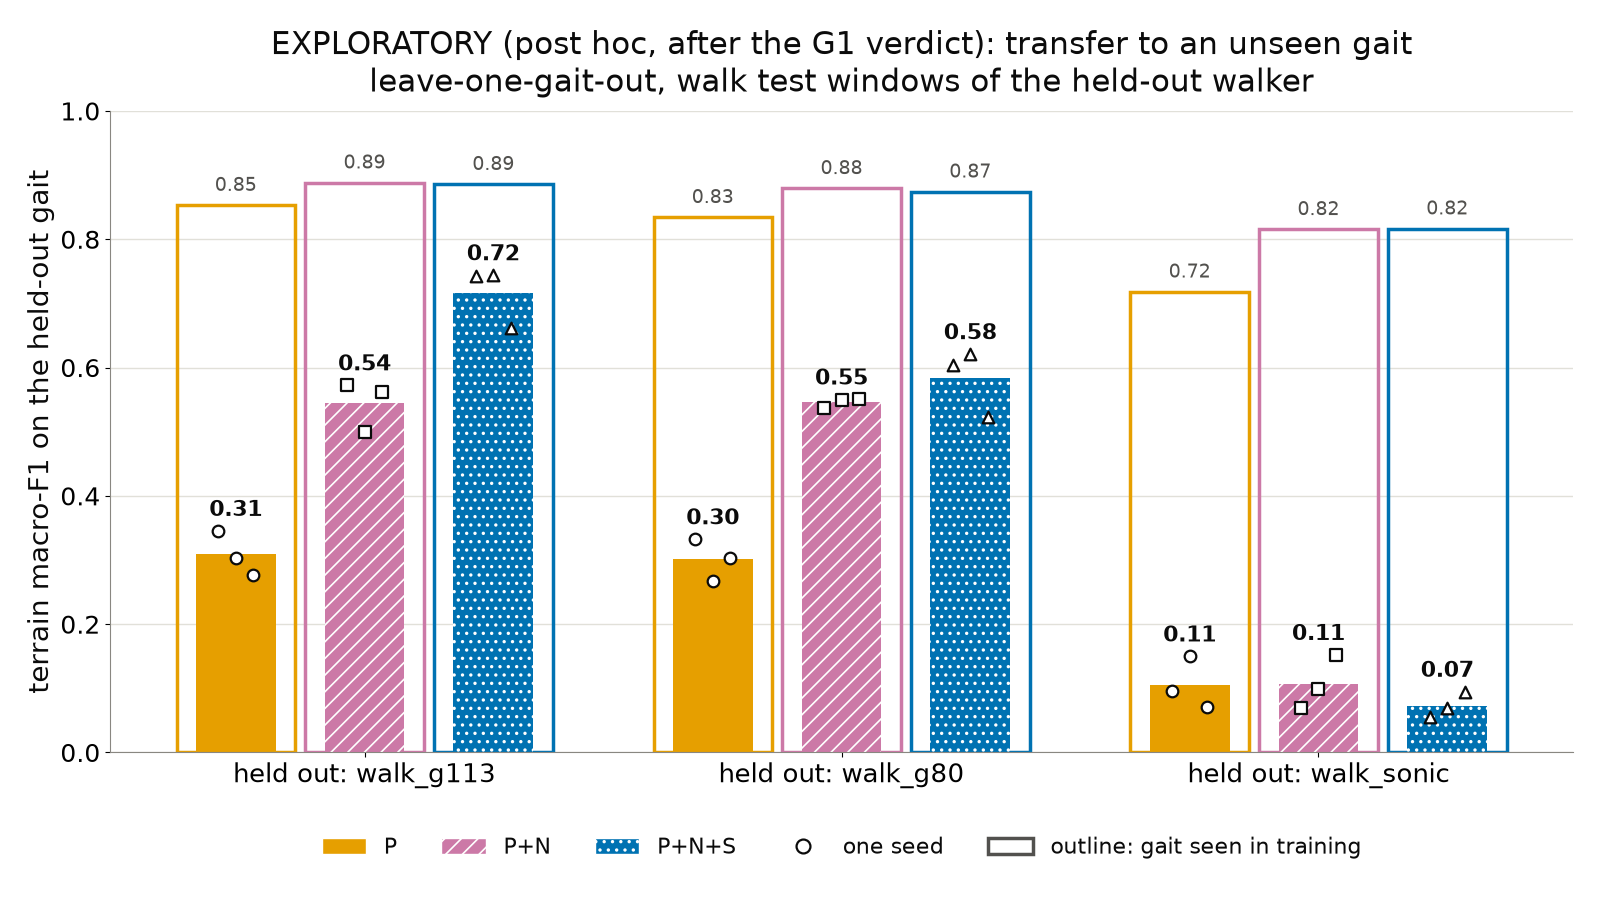 EXPLORATORY (post hoc, after the G1 verdict): transfer to an unseen gait
leave-one-gait-out, walk test windows of the held-out walker
terrain macro-F1 on the held-out gait
1.0
0.8
0.6
0.4
0.2
0.0
0.85
0.89
0.89
0.83
0.88
0.87
0.72
0.82
0.82
0.31
0.54
0.72
0.30
0.55
0.58
0.11
0.11
0.07
held out: walk_g113
held out: walk_g80
held out: walk_sonic
P
P+N
P+N+S
one seed
outline: gait seen in training